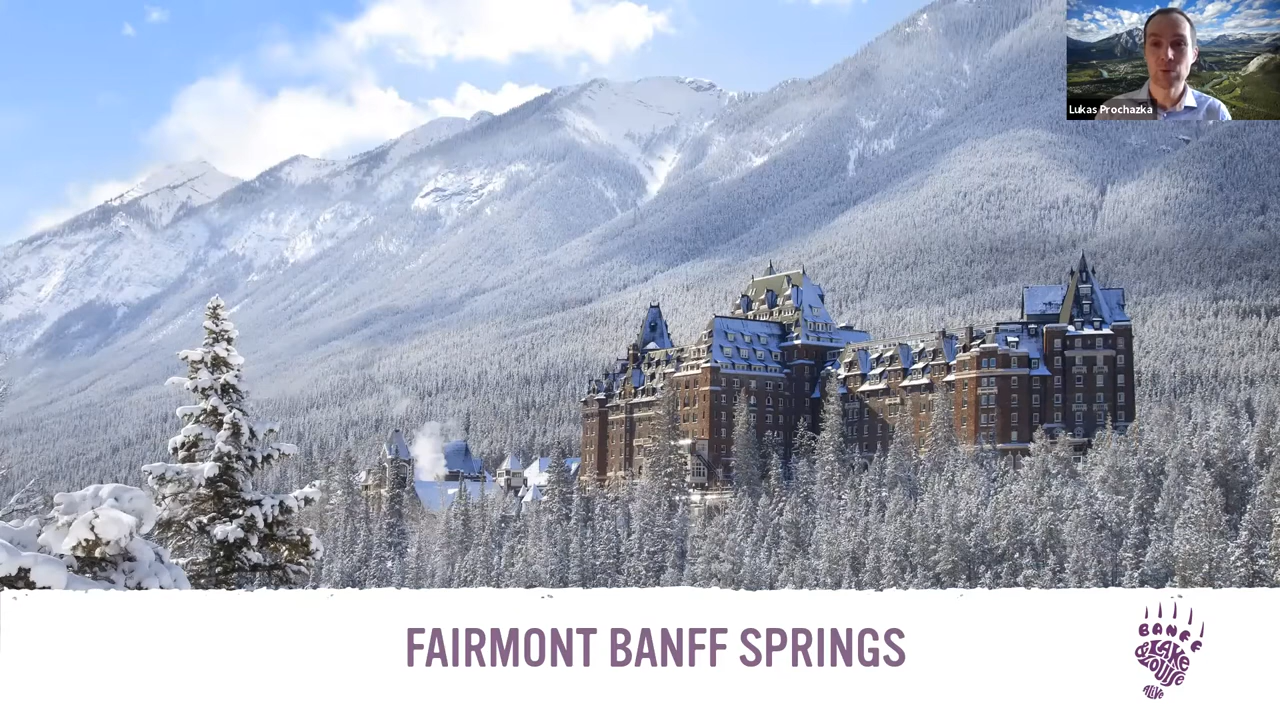 Lukas Prochazka
FAIRMONT BANFF SPRINGS
BANFF
& LAKE
LOUISE
ALIVE